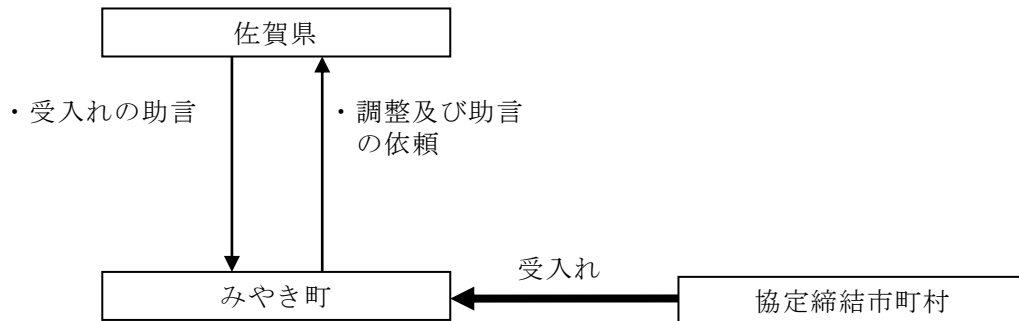 佐賀県
・受入れの助言
・調整及び助言
の依頼
受入れ
みやき町
協定締結市町村